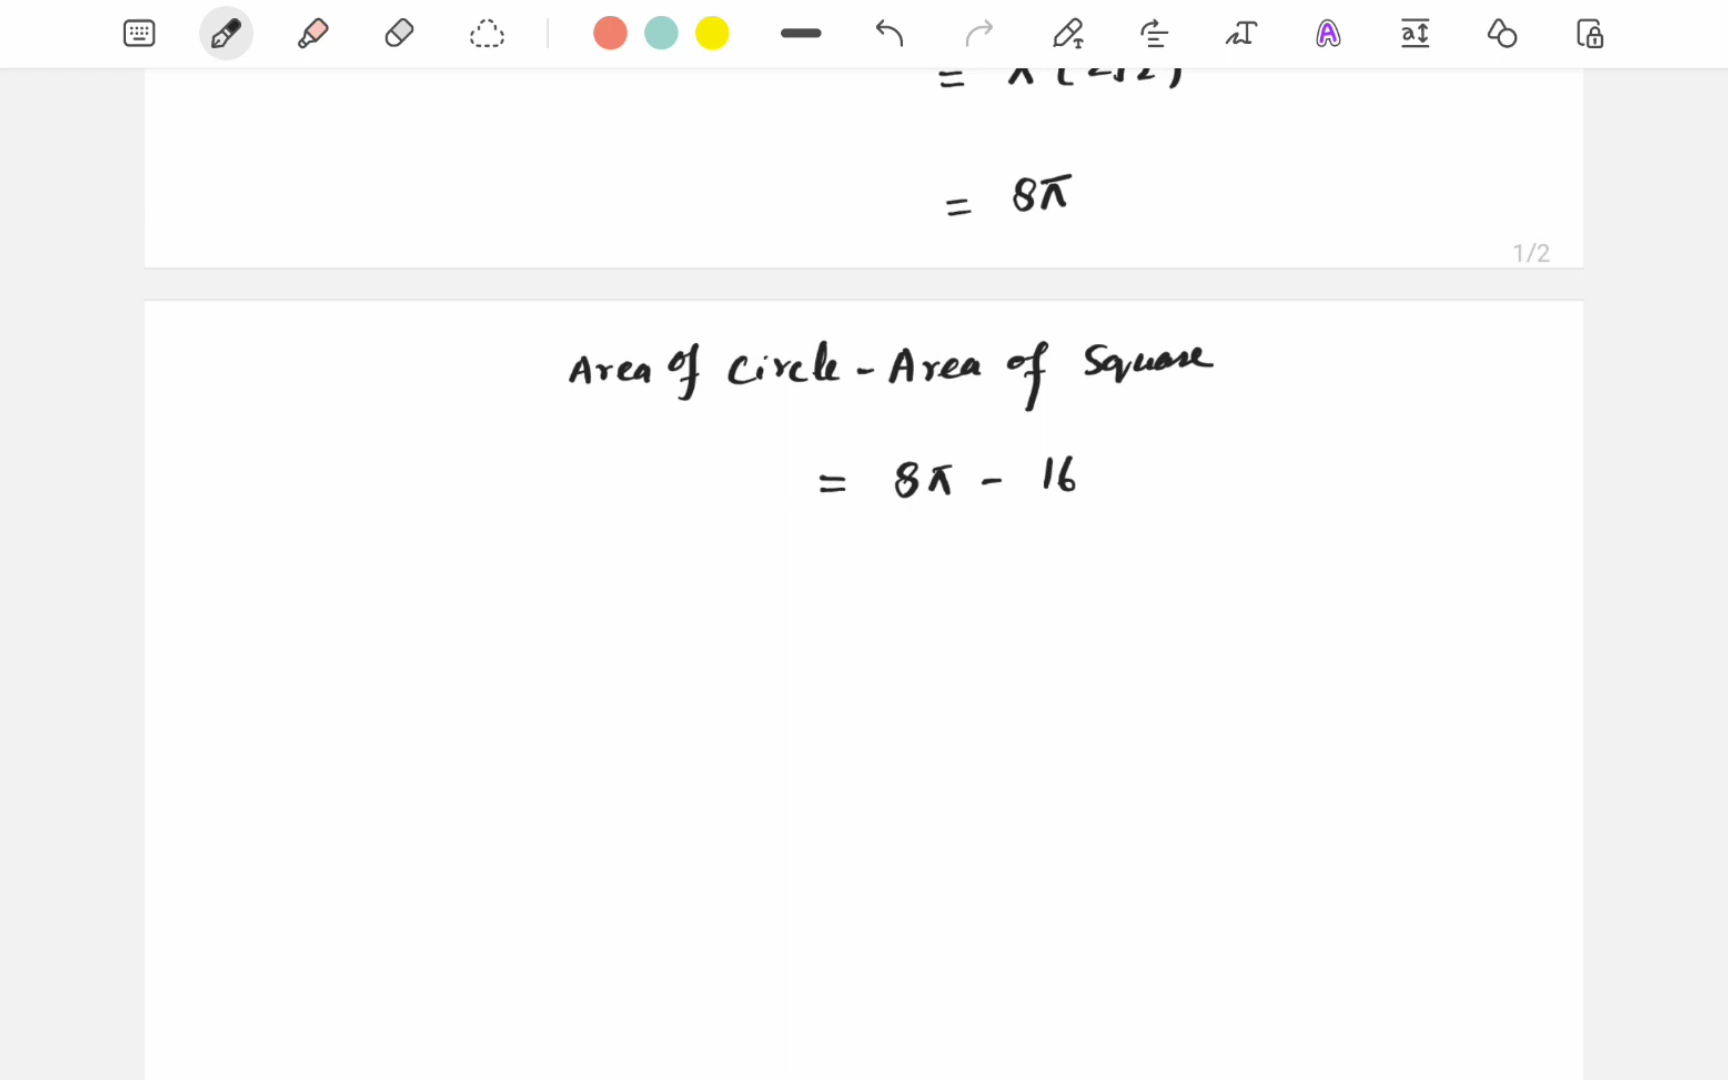 = 8π
1/2
Area of Circle - Area of Square
= 8π - 16